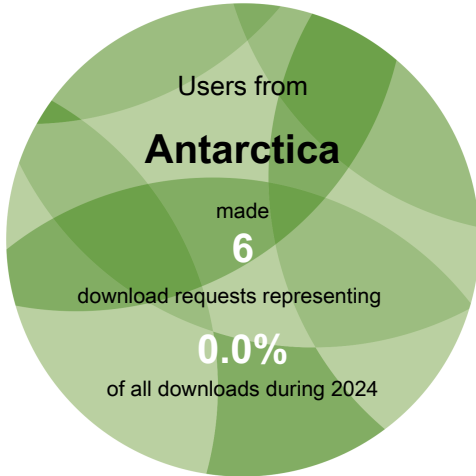 Users from
Antarctica
made
6
download requests representing
0.0%
of all downloads during 2024